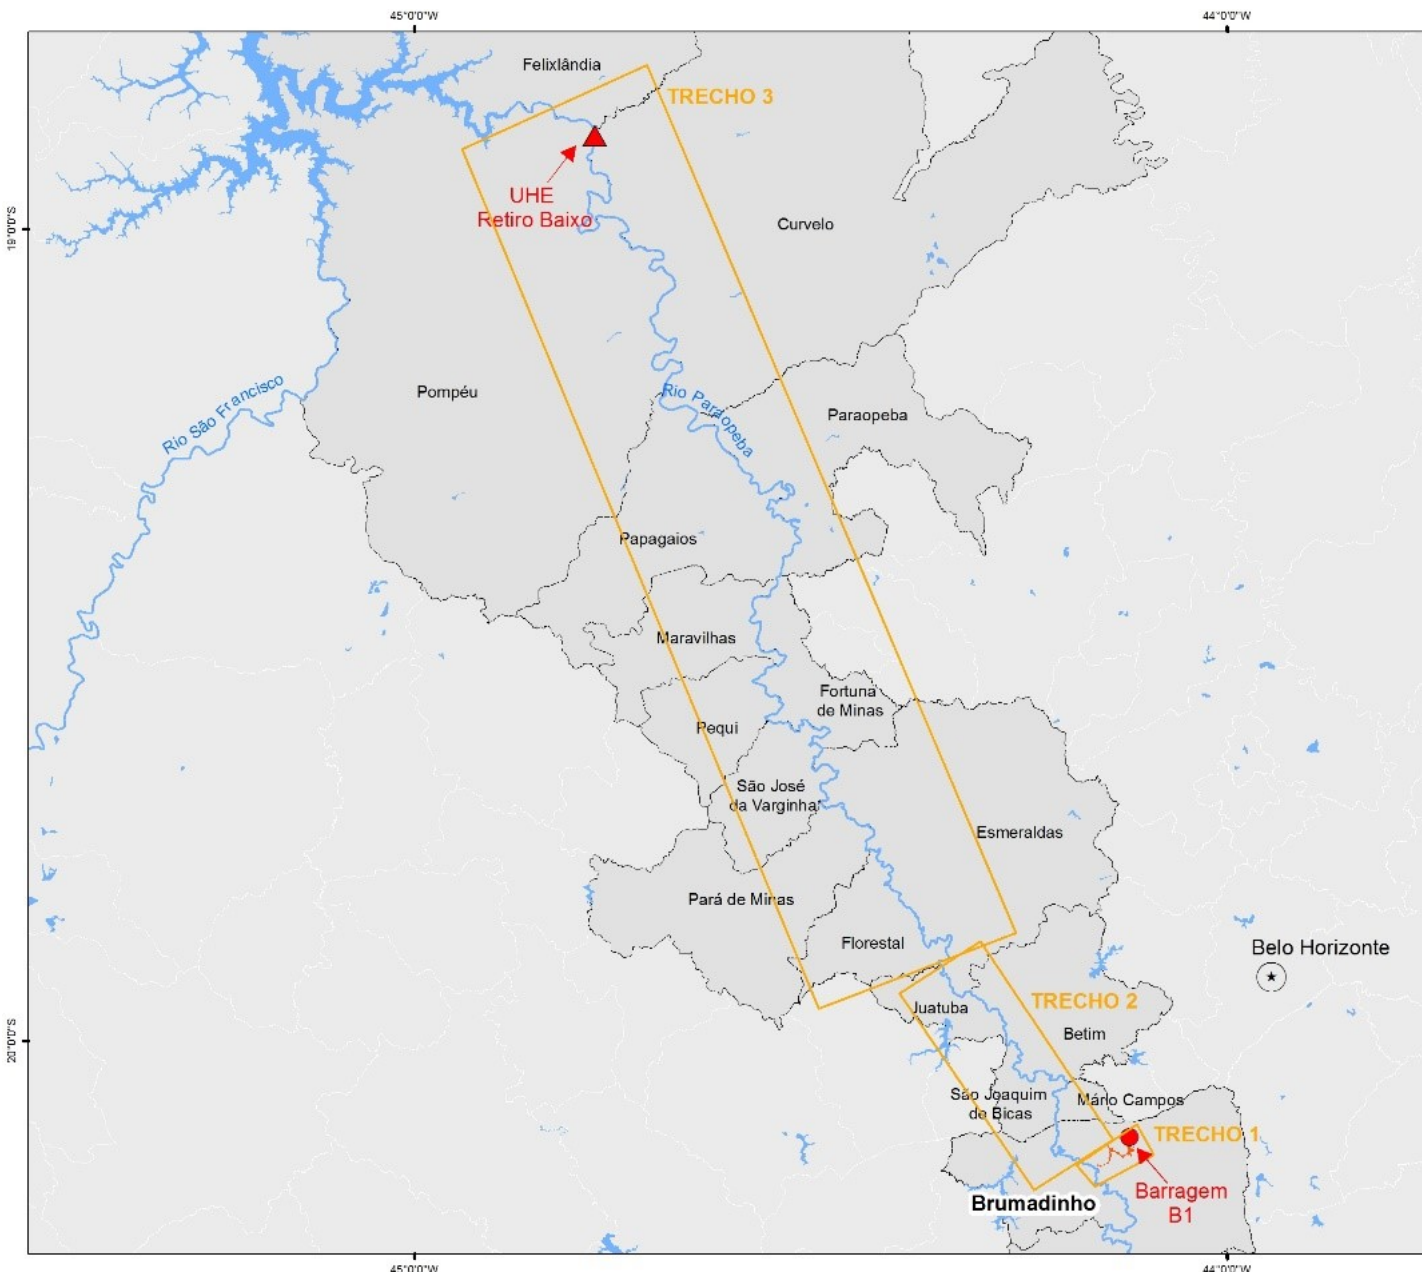 45°0'0"W
44°0'0"W
Felixlândia
TRECHO 3
UHE
Retiro Baixo
19°0'0"S
Curvelo
Rio São Francisco
Pompéu
Rio Paraopeba
Paraopeba
Papagaios
Maravilhas
Fortuna
de Minas
Pequi
São José
da Varginha
Esmeraldas
Pará de Minas
Florestal
Belo Horizonte
Juatuba
TRECHO 2
Betim
20°0'0"S
São Joaquim
de Bicas
Mário Campos
TRECHO 1
Barragem
B1
Brumadinho
45°0'0"W
44°0'0"W